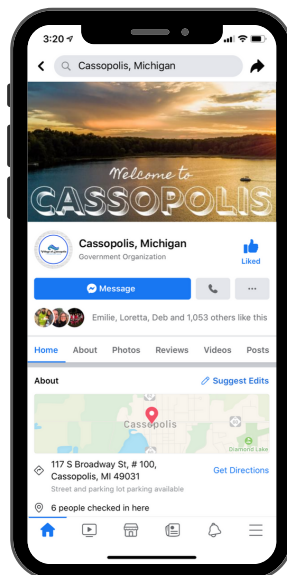 3:20
Cassopolis, Michigan
Welcome to
CASSOPOLIS
Cassopolis, Michigan
Government Organization
Liked
Message
Emilie, Loretta, Deb and 1,053 others like this
Home About Photos Reviews Videos Posts
About
Suggest Edits
Cassopolis
Diamond Lake
117 S Broadway St, # 100,
Cassopolis, MI 49031
Get Directions
Street and parking lot parking available
6 people checked in here